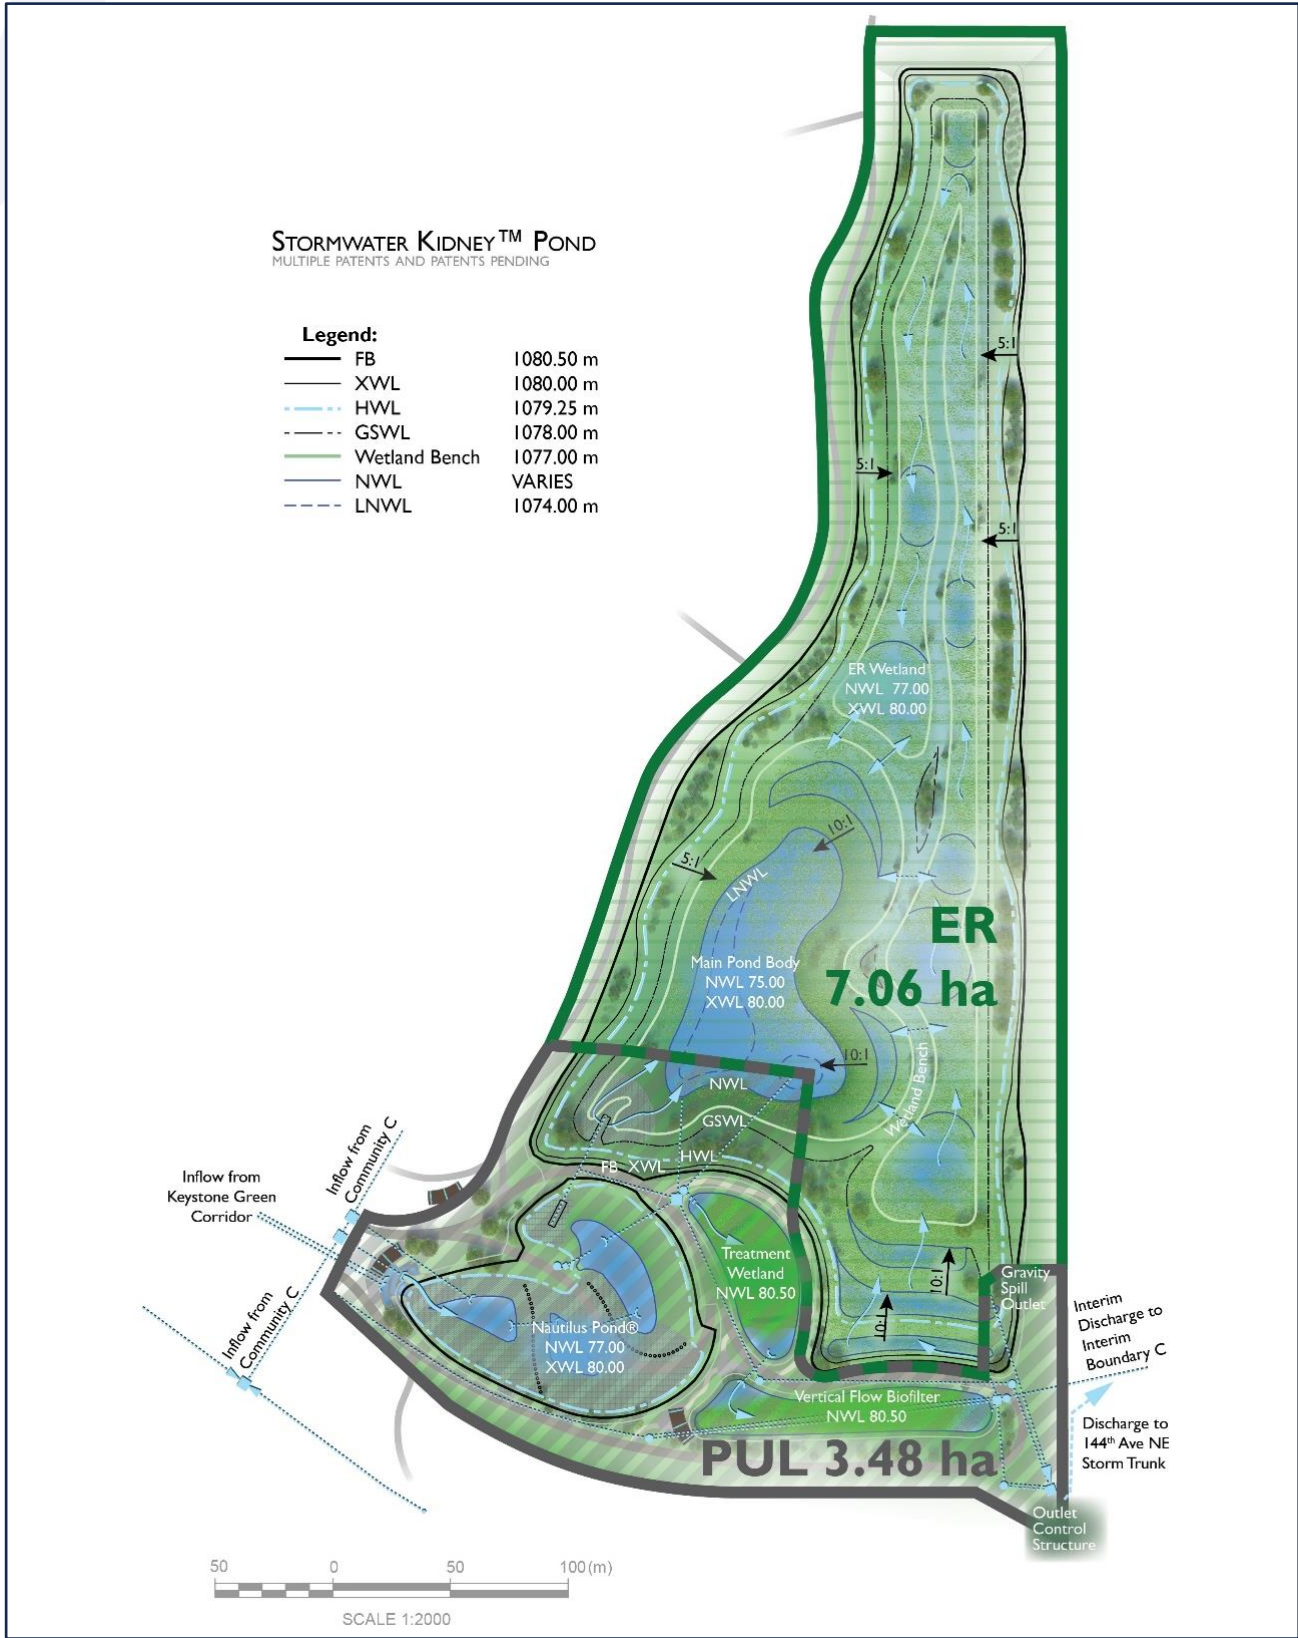 STORMWATER KIDNEY™ POND
MULTIPLE PATENTS AND PATENTS PENDING
Legend:
FB 1080.50 m
XWL 1080.00 m
HWL 1079.25 m
GSWL 1078.00 m
Wetland Bench 1077.00 m
NWL VARIES
LNWL 1074.00 m
5:1
5:1
5:1
ER Wetland
NWL 77.00
XWL 80.00
10:1
5:1
LNWL
ER
7.06 ha
Main Pond Body
NWL 75.00
XWL 80.00
10:1
NWL
GSWL
Wetland Bench
HWL
FB XWL
Inflow from
Community C
Inflow from
Keystone Green
Corridor
Inflow from
Community C
Treatment
Wetland
NWL 80.50
Nautilus Pond®
NWL 77.00
XWL 80.00
10:1
10:1
Gravity
Spill
Outlet
Interim
Discharge to
Interim
Boundary C
Vertical Flow Biofilter
NWL 80.50
Discharge to
144th Ave NE
Storm Trunk
PUL 3.48 ha
Outlet
Control
Structure
50 0 50 100 (m)
SCALE 1:2000